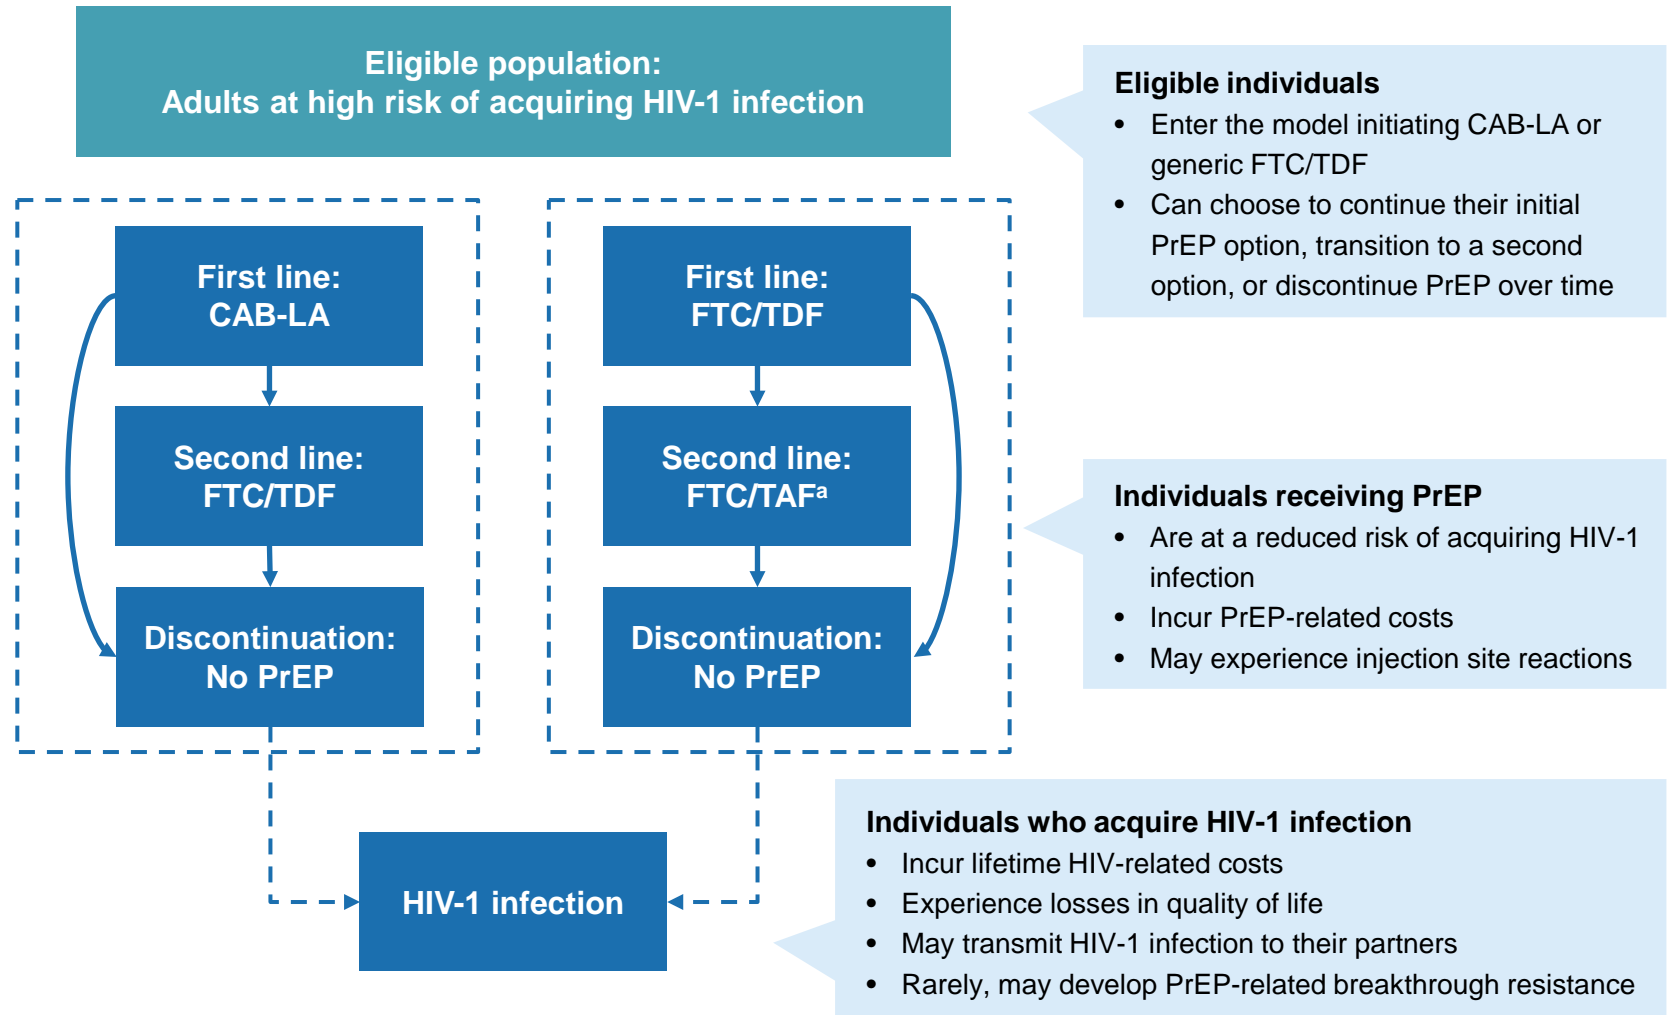 Eligible population:
Adults at high risk of acquiring HIV-1 infection
First line:
CAB-LA
Second line:
FTC/TDF
Discontinuation:
No PrEP
First line:
FTC/TDF
Second line:
FTC/TAFᵃ
Discontinuation:
No PrEP
HIV-1 infection
Eligible individuals
• Enter the model initiating CAB-LA or
generic FTC/TDF
• Can choose to continue their initial
PrEP option, transition to a second
option, or discontinue PrEP over time
Individuals receiving PrEP
• Are at a reduced risk of acquiring HIV-1
infection
• Incur PrEP-related costs
• May experience injection site reactions
Individuals who acquire HIV-1 infection
• Incur lifetime HIV-related costs
• Experience losses in quality of life
• May transmit HIV-1 infection to their partners
• Rarely, may develop PrEP-related breakthrough resistance